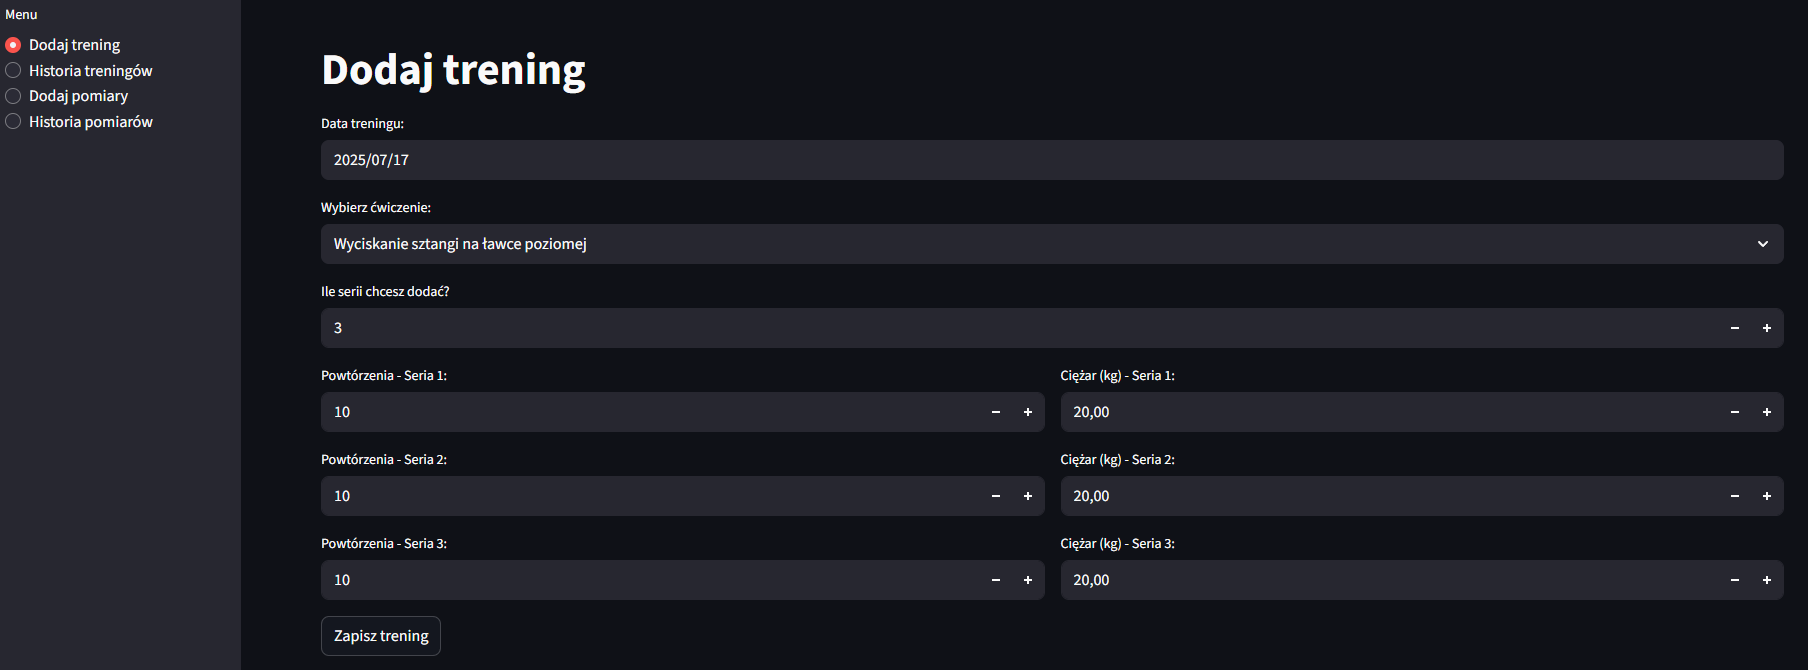 Menu
Dodaj trening
Historia treningów
Dodaj pomiary
Historia pomiarów
Dodaj trening
Data treningu:
2025/07/17
Wybierz ćwiczenie:
Wyciskanie sztangi na ławce poziomej
Ile serii chcesz dodać?
3
Powtórzenia - Seria 1: Ciężar (kg) - Seria 1:
10 20,00
Powtórzenia - Seria 2: Ciężar (kg) - Seria 2:
10 20,00
Powtórzenia - Seria 3: Ciężar (kg) - Seria 3:
10 20,00
Zapisz trening